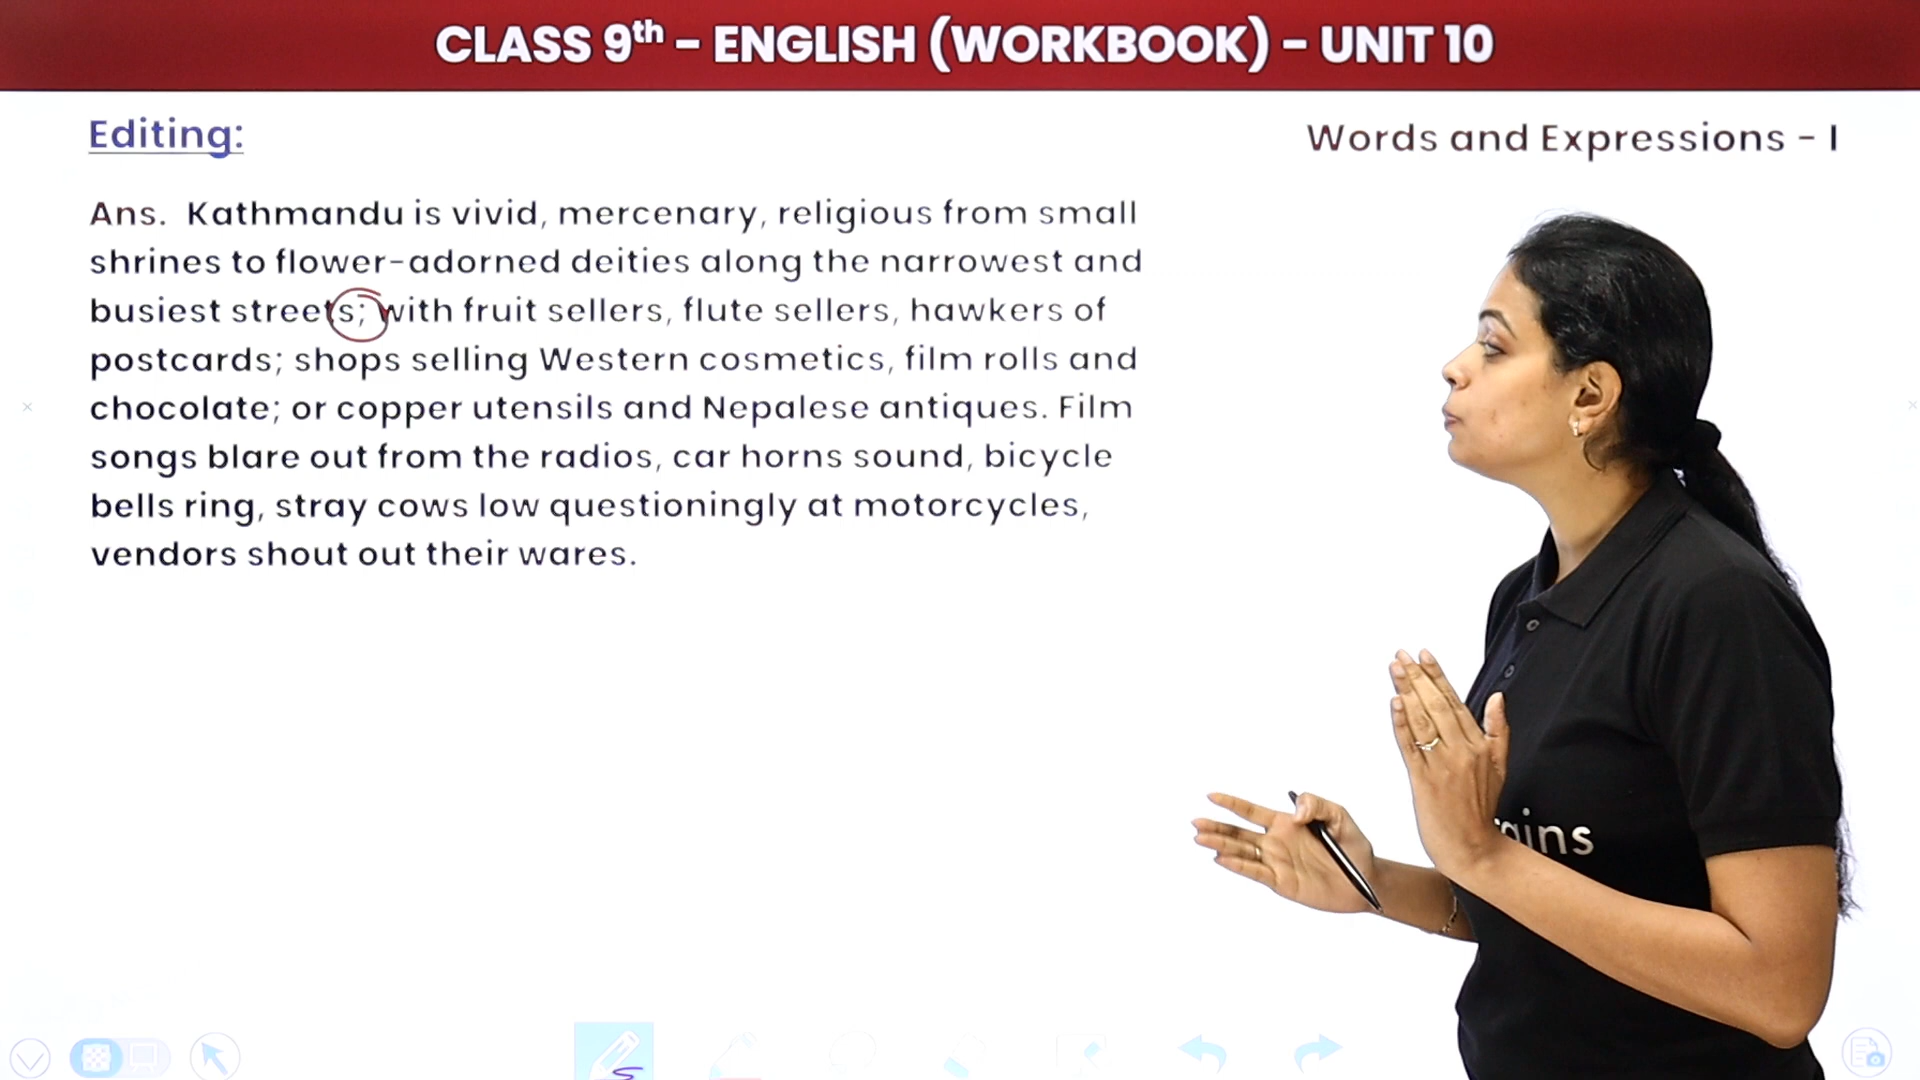 CLASS 9th - ENGLISH (WORKBOOK) - UNIT 10
Editing:
Words and Expressions - I
Ans. Kathmandu is vivid, mercenary, religious from small
shrines to flower-adorned deities along the narrowest and
busiest streets; with fruit sellers, flute sellers, hawkers of
postcards; shops selling Western cosmetics, film rolls and
chocolate; or copper utensils and Nepalese antiques. Film
songs blare out from the radios, car horns sound, bicycle
bells ring, stray cows low questioningly at motorcycles,
vendors shout out their wares.